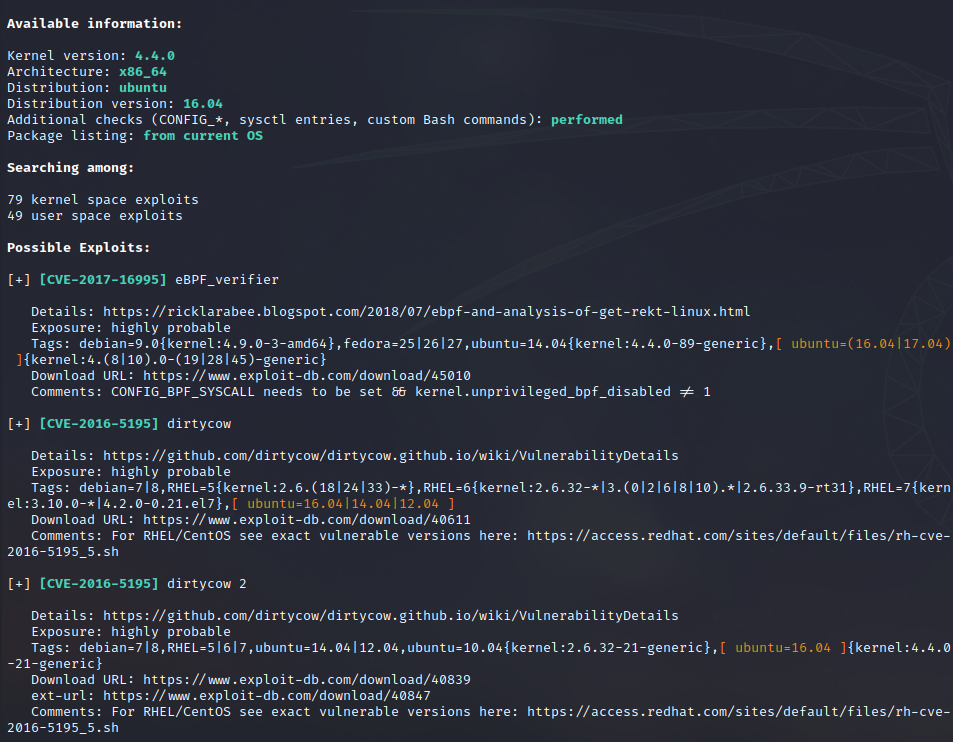 Available information:
Kernel version: 4.4.0
Architecture: x86_64
Distribution: ubuntu
Distribution version: 16.04
Additional checks (CONFIG_*, sysctl entries, custom Bash commands): performed
Package listing: from current OS
Searching among:
79 kernel space exploits
49 user space exploits
Possible Exploits:
[+] [CVE-2017-16995] eBPF_verifier
   Details: https://ricklarabee.blogspot.com/2018/07/ebpf-and-analysis-of-get-rekt-linux.html
   Exposure: highly probable
   Tags: debian=9.0{kernel:4.9.0-3-amd64},fedora=25|26|27,ubuntu=14.04{kernel:4.4.0-89-generic},[ ubuntu=(16.04|17.04)
 ]{kernel:4.(8|10).0-(19|28|45)-generic}
   Download URL: https://www.exploit-db.com/download/45010
   Comments: CONFIG_BPF_SYSCALL needs to be set && kernel.unprivileged_bpf_disabled ≠ 1
[+] [CVE-2016-5195] dirtycow
   Details: https://github.com/dirtycow/dirtycow.github.io/wiki/VulnerabilityDetails
   Exposure: highly probable
   Tags: debian=7|8,RHEL=5{kernel:2.6.(18|24|33)-*},RHEL=6{kernel:2.6.32-*|3.(0|2|6|8|10).*|2.6.33.9-rt31},RHEL=7{kern
el:3.10.0-*|4.2.0-0.21.el7},[ ubuntu=16.04|14.04|12.04 ]
   Download URL: https://www.exploit-db.com/download/40611
   Comments: For RHEL/CentOS see exact vulnerable versions here: https://access.redhat.com/sites/default/files/rh-cve-
2016-5195_5.sh
[+] [CVE-2016-5195] dirtycow 2
   Details: https://github.com/dirtycow/dirtycow.github.io/wiki/VulnerabilityDetails
   Exposure: highly probable
   Tags: debian=7|8,RHEL=5|6|7,ubuntu=14.04|12.04,ubuntu=10.04{kernel:2.6.32-21-generic},[ ubuntu=16.04 ]{kernel:4.4.0
-21-generic}
   Download URL: https://www.exploit-db.com/download/40839
   ext-url: https://www.exploit-db.com/download/40847
   Comments: For RHEL/CentOS see exact vulnerable versions here: https://access.redhat.com/sites/default/files/rh-cve-
2016-5195_5.sh